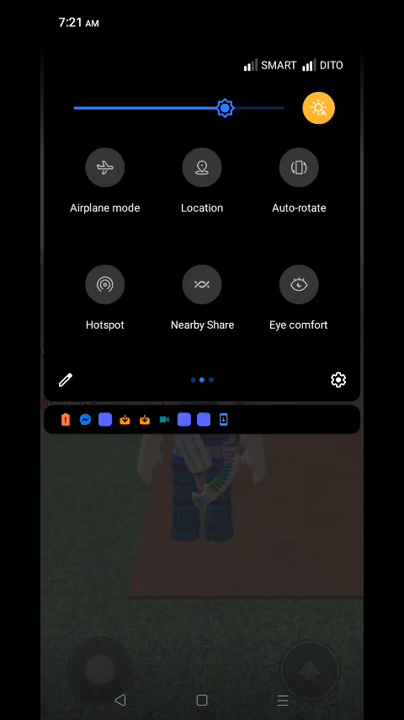 7:21 AM
SMART DITO
Airplane mode Location Auto-rotate
Hotspot Nearby Share Eye comfort